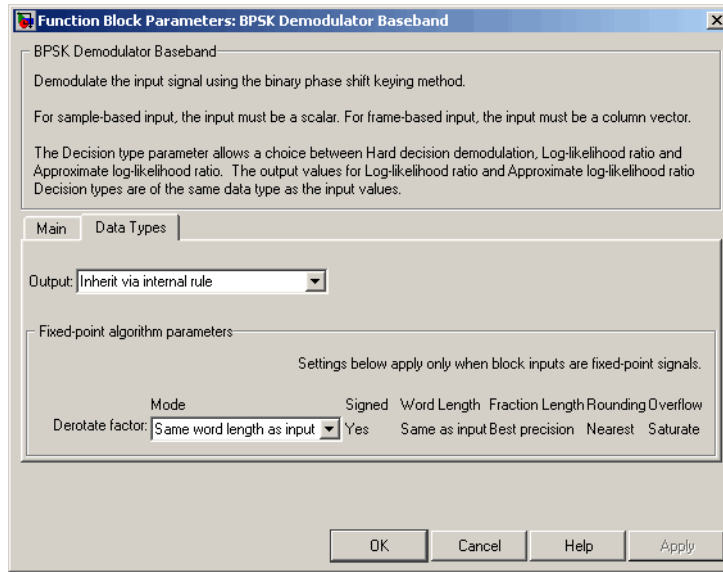 Function Block Parameters: BPSK Demodulator Baseband
BPSK Demodulator Baseband
Demodulate the input signal using the binary phase shift keying method.
For sample-based input, the input must be a scalar. For frame-based input, the input must be a column vector.
The Decision type parameter allows a choice between Hard decision demodulation, Log-likelihood ratio and
Approximate log-likelihood ratio. The output values for Log-likelihood ratio and Approximate log-likelihood ratio
Decision types are of the same data type as the input values.
Main Data Types
Output: Inherit via internal rule
Fixed-point algorithm parameters
Settings below apply only when block inputs are fixed-point signals.
Mode Signed Word Length Fraction Length Rounding Overflow
Derotate factor: Same word length as input Yes Same as input Best precision Nearest Saturate
OK Cancel Help Apply